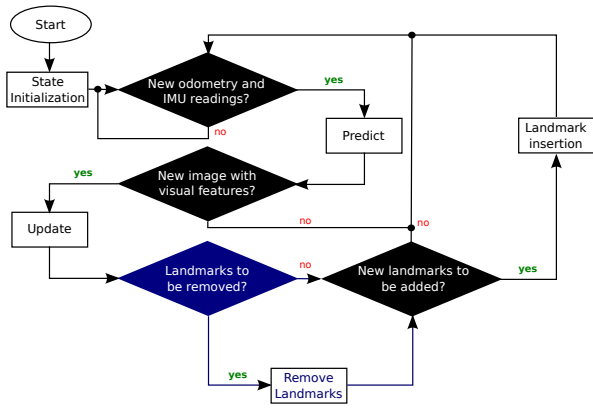 Start
State
Initialization
New odometry and
IMU readings?
yes
no
Predict
Landmark
insertion
New image with
visual features?
yes
no
no
Update
Landmarks to
be removed?
no
New landmarks to
be added?
yes
yes
Remove
Landmarks